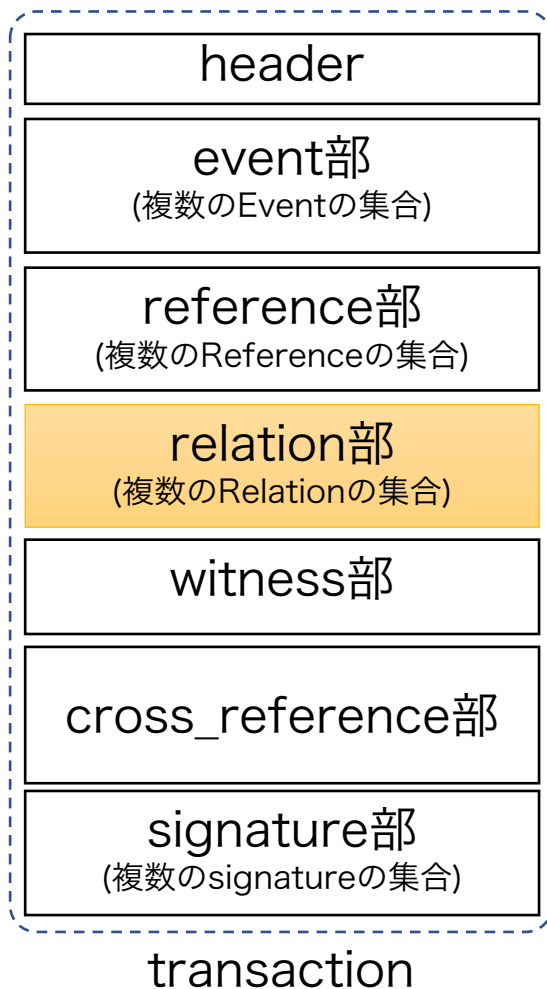 header
event部
(複数のEventの集合)
reference部
(複数のReferenceの集合)
relation部
(複数のRelationの集合)
witness部
cross_reference部
signature部
(複数のsignatureの集合)
transaction